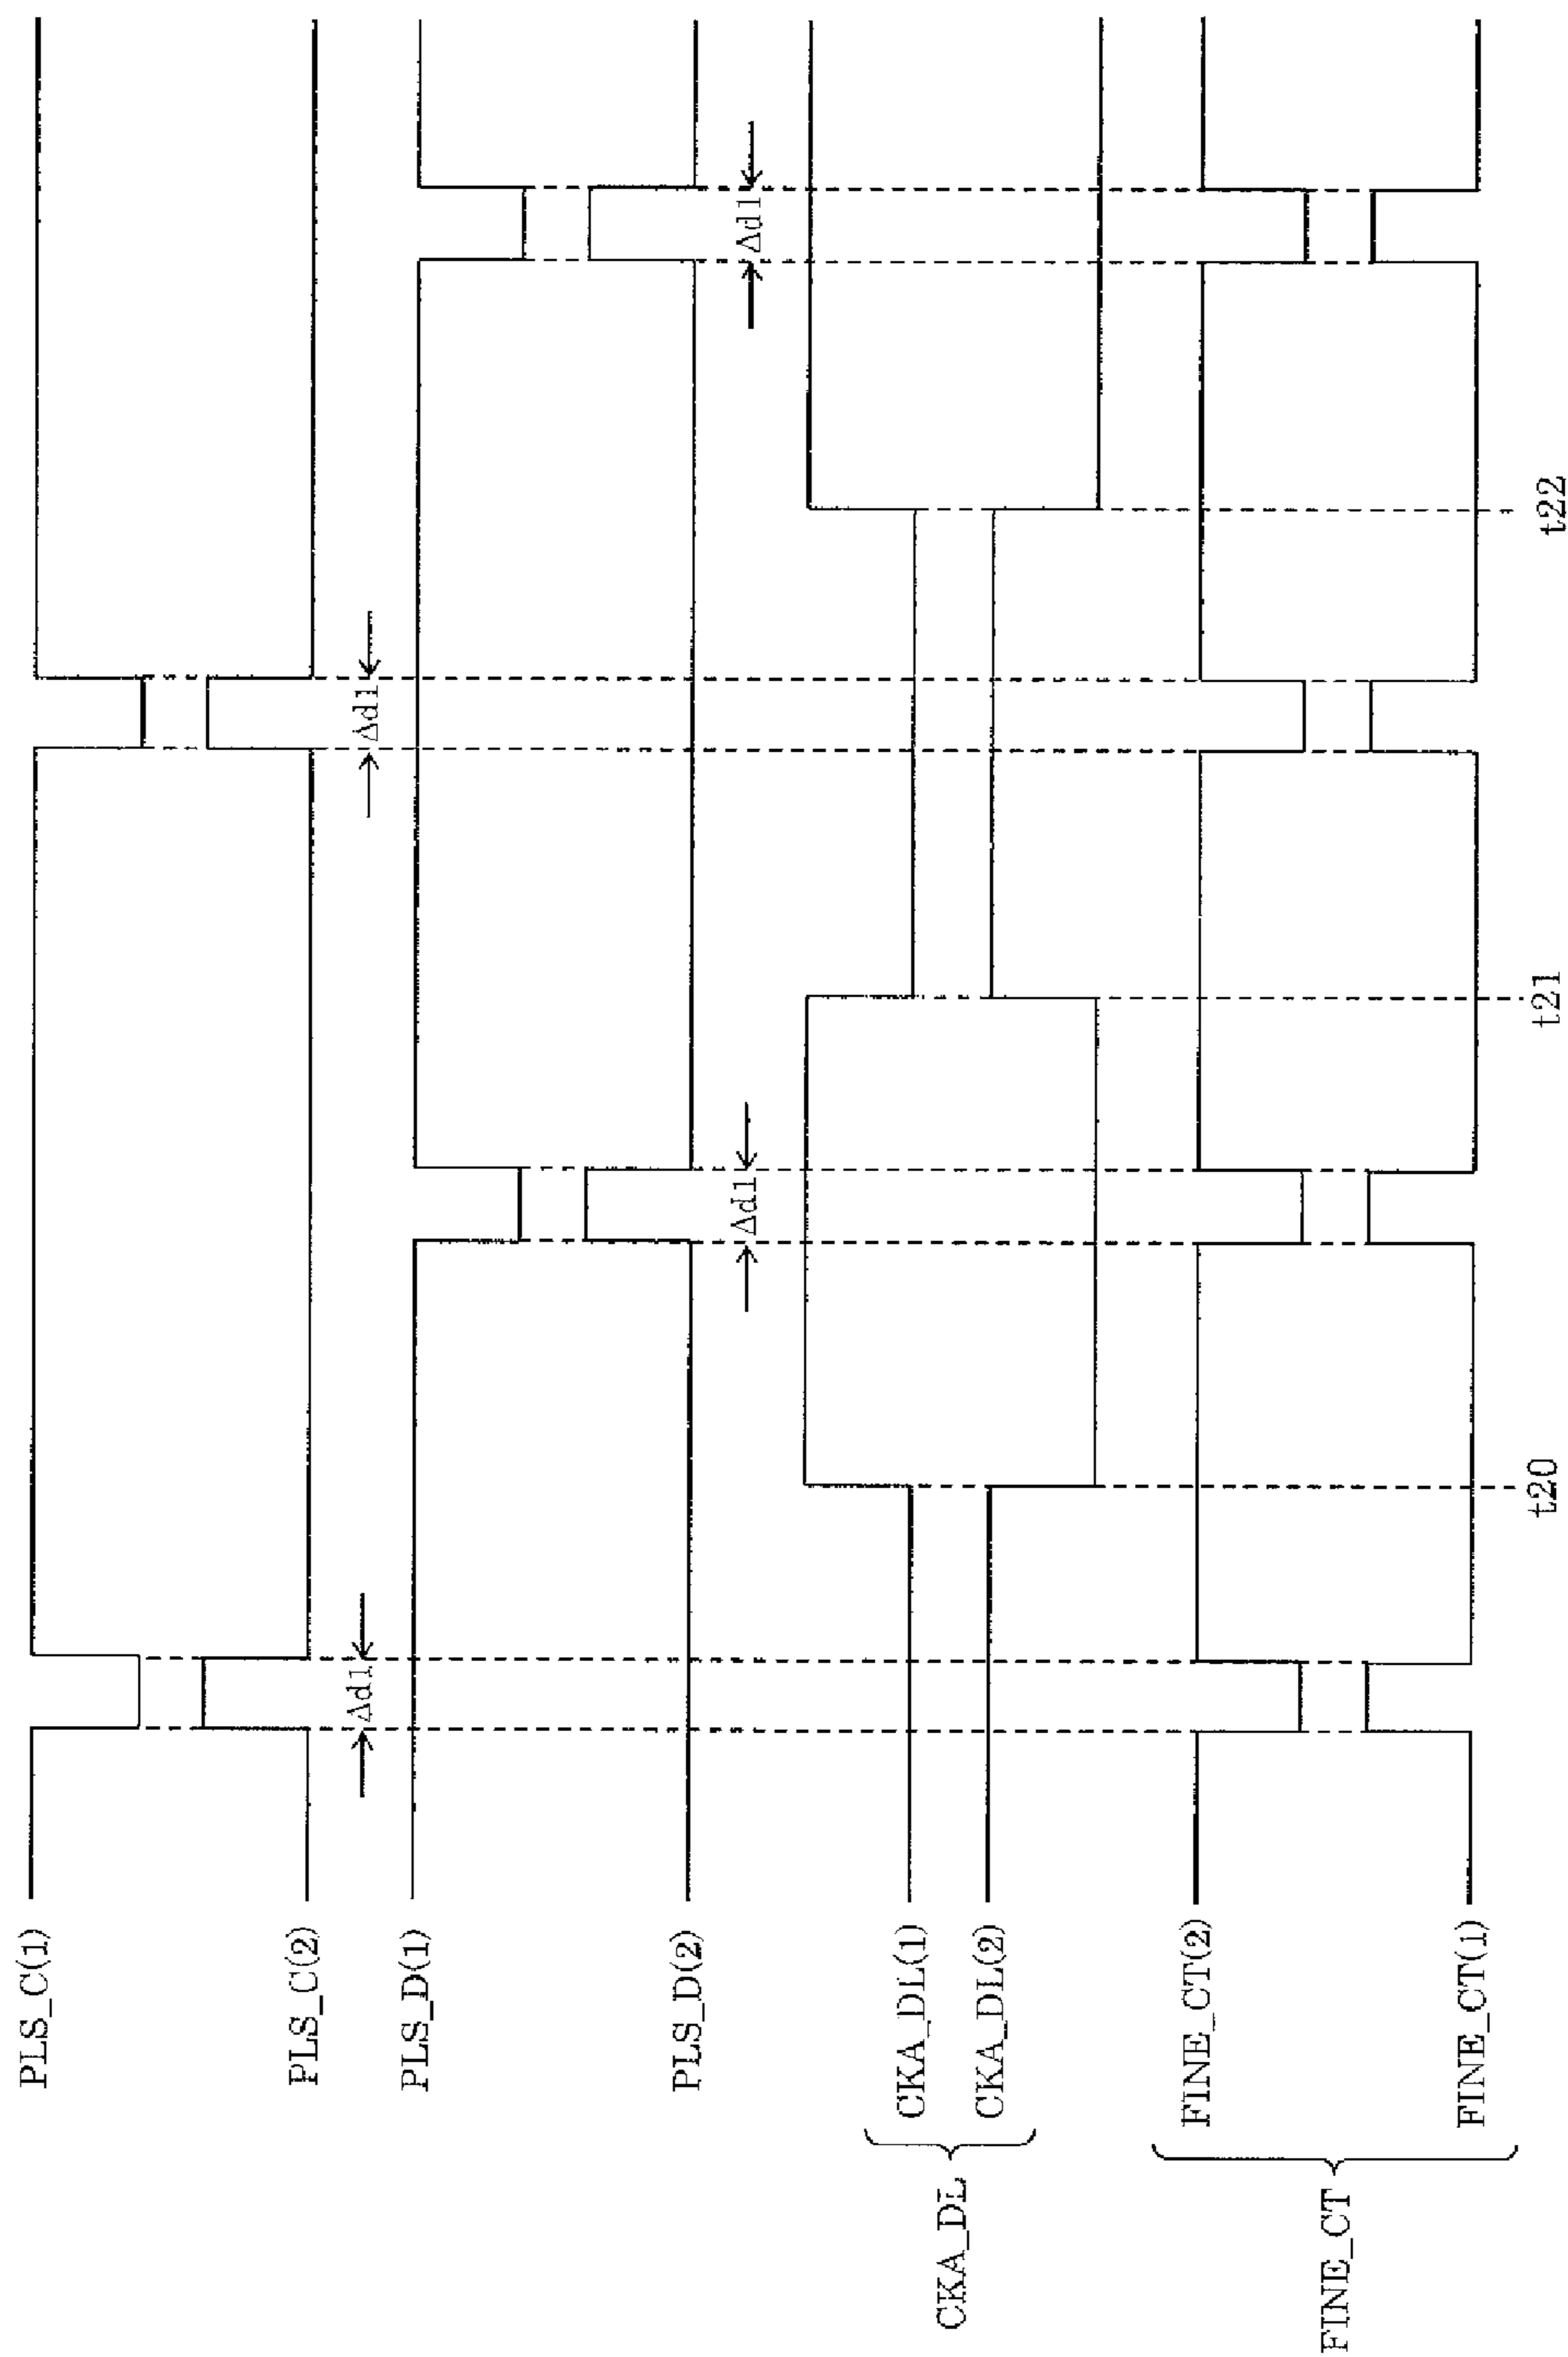 PLS_C(1)
PLS_C(2)
Δd1
Δd1
PLS_D(1)
PLS_D(2)
Δd1
Δd1
CKA_DL
CKA_DL(1)
CKA_DL(2)
FINE_CT
FINE_CT(2)
FINE_CT(1)
t20
t21
t22